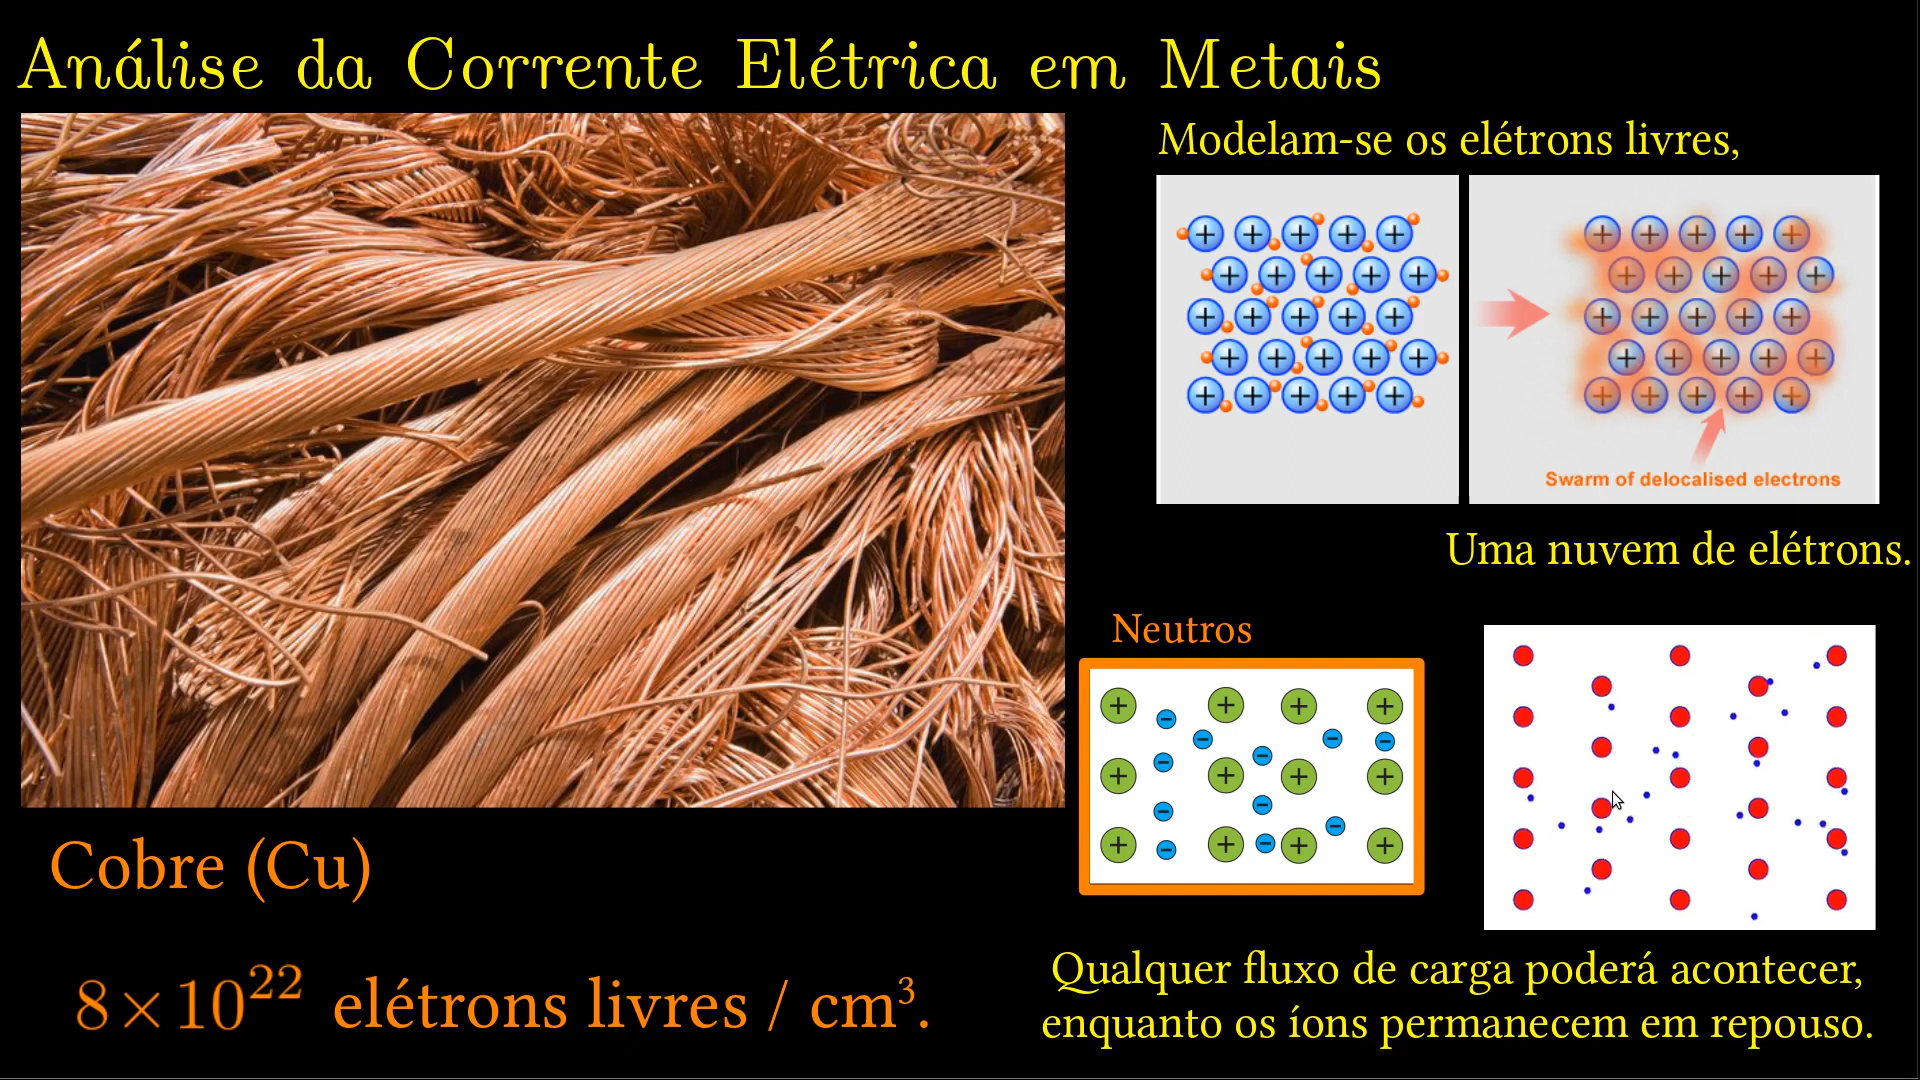 Análise da Corrente Elétrica em Metais
Modelam-se os elétrons livres,
Swarm of delocalised electrons
Uma nuvem de elétrons.
Neutros
Cobre (Cu)
8×10²² elétrons livres / cm³.
Qualquer fluxo de carga poderá acontecer,
enquanto os íons permanecem em repouso.